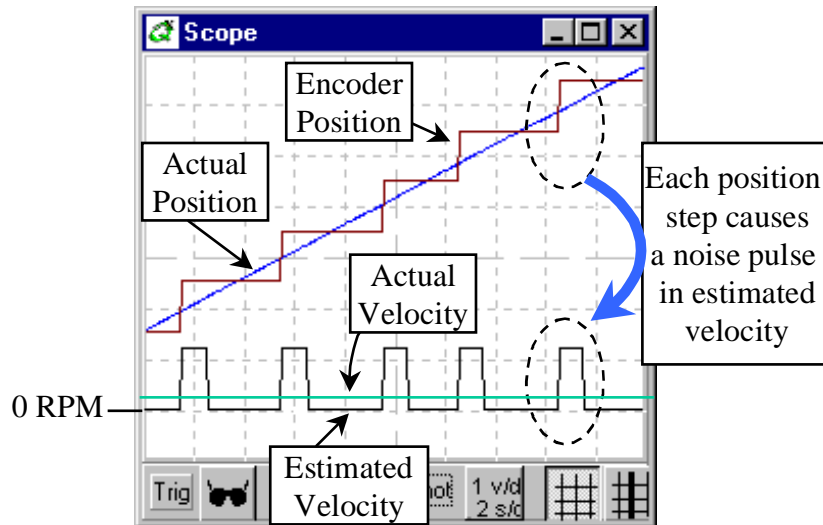 Scope
Encoder
Position
Actual
Position
Each position
step causes
a noise pulse
in estimated
velocity
Actual
Velocity
0 RPM
Estimated
Velocity
Trig
1 v/d
2 s/d